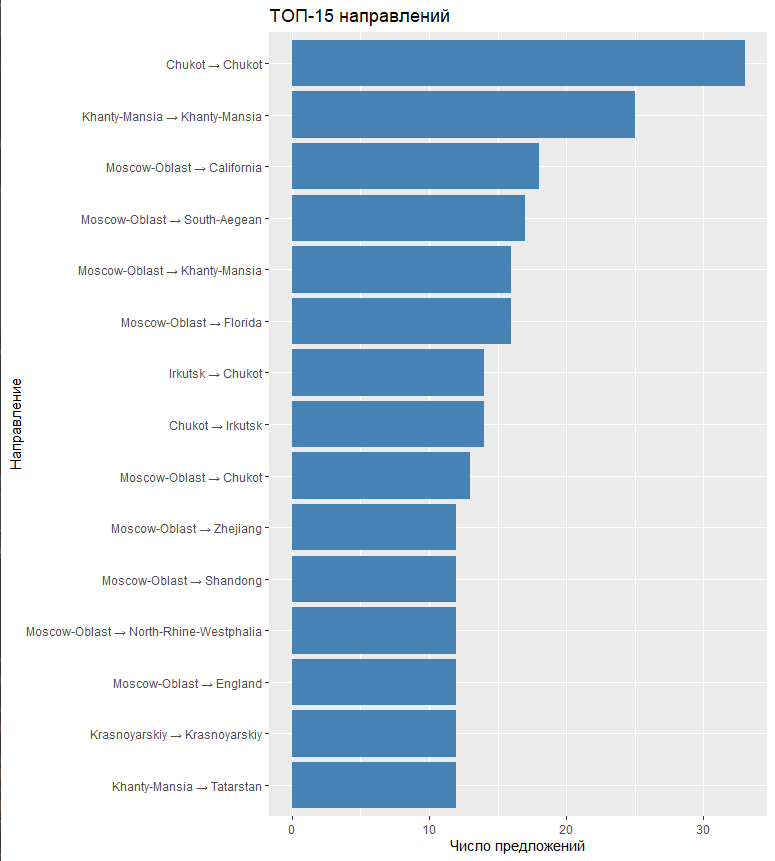 ТОП-15 направлений
Chukot → Chukot
Khanty-Mansia → Khanty-Mansia
Moscow-Oblast → California
Moscow-Oblast → South-Aegean
Moscow-Oblast → Khanty-Mansia
Moscow-Oblast → Florida
Irkutsk → Chukot
Chukot → Irkutsk
Moscow-Oblast → Chukot
Moscow-Oblast → Zhejiang
Moscow-Oblast → Shandong
Moscow-Oblast → North-Rhine-Westphalia
Moscow-Oblast → England
Krasnoyarskiy → Krasnoyarskiy
Khanty-Mansia → Tatarstan
Направление
0 10 20 30
Число предложений